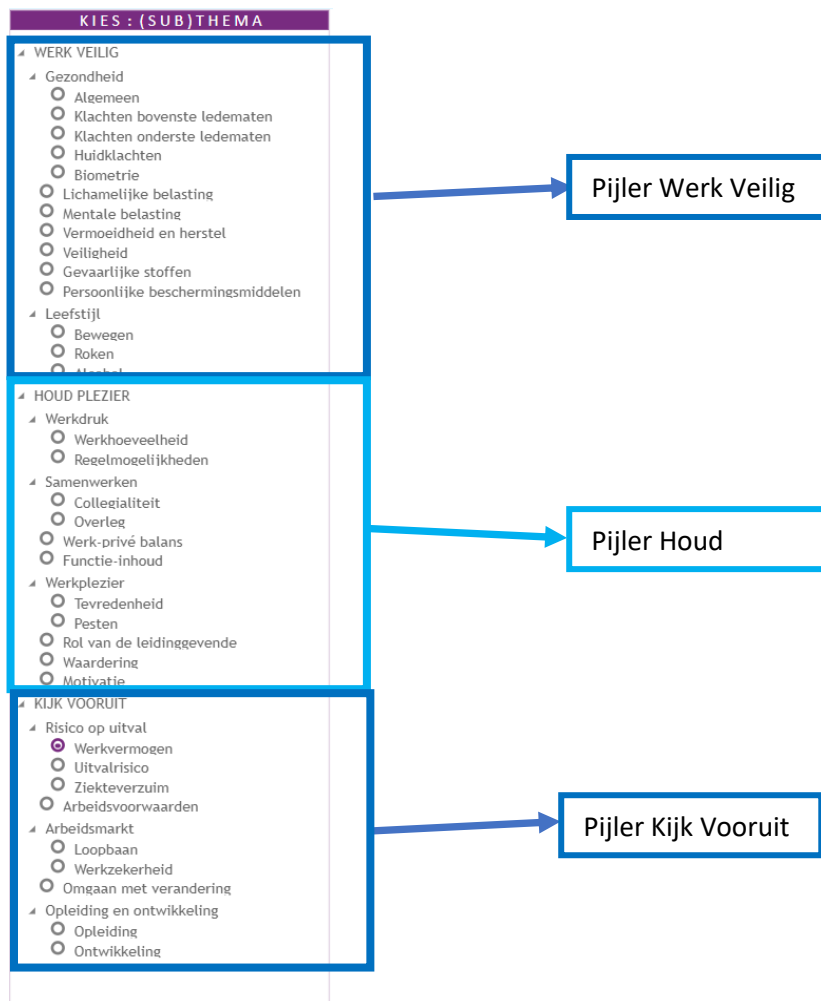 KIES: (SUB)THEMA
WERK VEILIG
Gezondheid
Algemeen
Klachten bovenste ledematen
Klachten onderste ledematen
Huidklachten
Biometrie
Lichamelijke belasting
Mentale belasting
Vermoeidheid en herstel
Veiligheid
Gevaarlijke stoffen
Persoonlijke beschermingsmiddelen
Leefstijl
Bewegen
Roken
Alcohol
Pijler Werk Veilig
HOUD PLEZIER
Werkdruk
Werkhoeveelheid
Regelmogelijkheden
Samenwerken
Collegialiteit
Overleg
Werk-privé balans
Functie-inhoud
Werkplezier
Tevredenheid
Pesten
Rol van de leidinggevende
Waardering
Motivatie
Pijler Houd
KIJK VOORUIT
Risico op uitval
Werkvermogen
Uitvalrisico
Ziekteverzuim
Arbeidsvoorwaarden
Arbeidsmarkt
Loopbaan
Werkzekerheid
Omgaan met verandering
Opleiding en ontwikkeling
Opleiding
Ontwikkeling
Pijler Kijk Vooruit